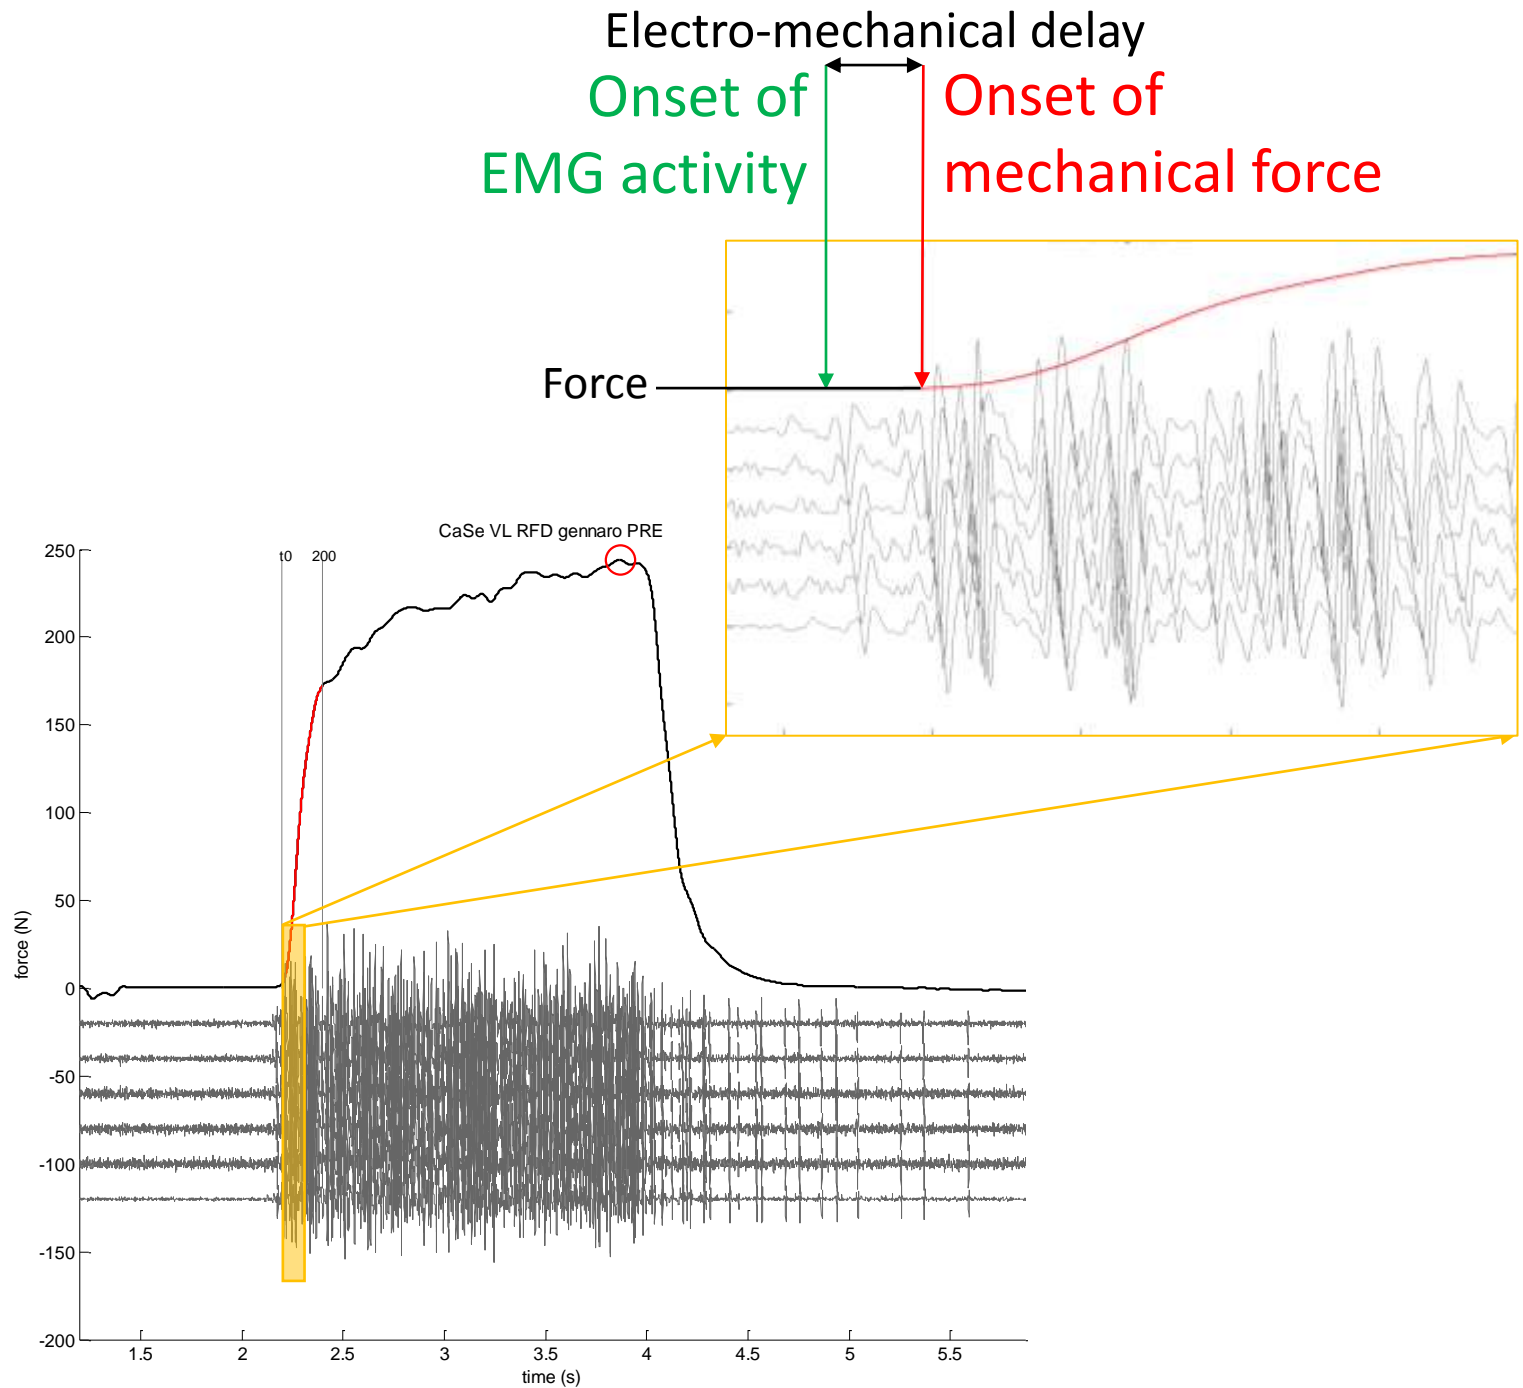 Electro-mechanical delay
Onset of
EMG activity
Onset of
mechanical force
Force
CaSe VL RFD gennaro PRE
t0
200
250
200
150
100
50
0
-50
-100
-150
-200
force (N)
1.5
2
2.5
3
3.5
4
4.5
5
5.5
time (s)